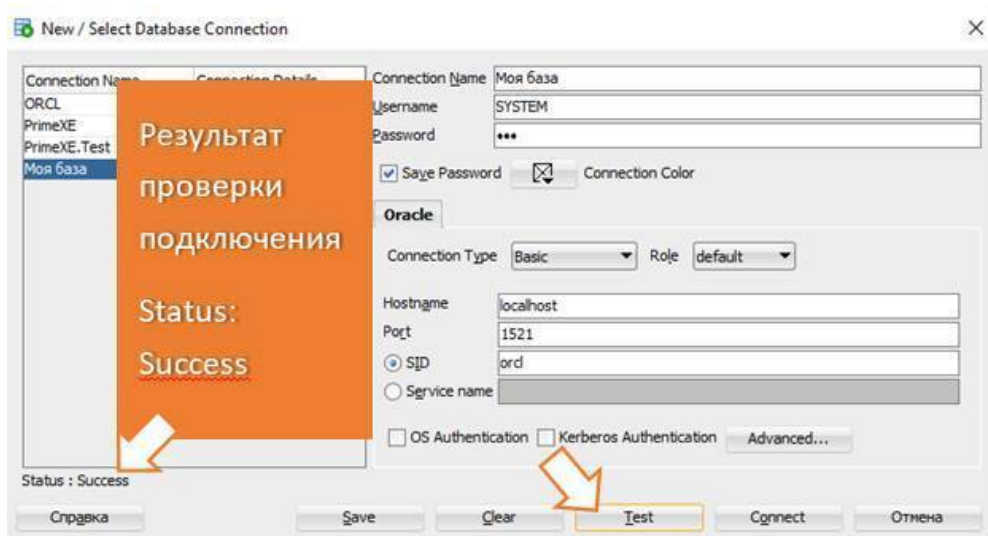 New / Select Database Connection
Connection Name
Connection Details
ORCL
PrimeXE
PrimeXE.Test
Моя база
Результат
проверки
подключения
Status:
Success
Status : Success
Connection Name Моя база
Username SYSTEM
Password •••
Save Password Connection Color
Oracle
Connection Type Basic Role default
Hostname localhost
Port 1521
SID orcl
Service name
OS Authentication Kerberos Authentication Advanced...
Справка Save Clear Test Connect Отмена